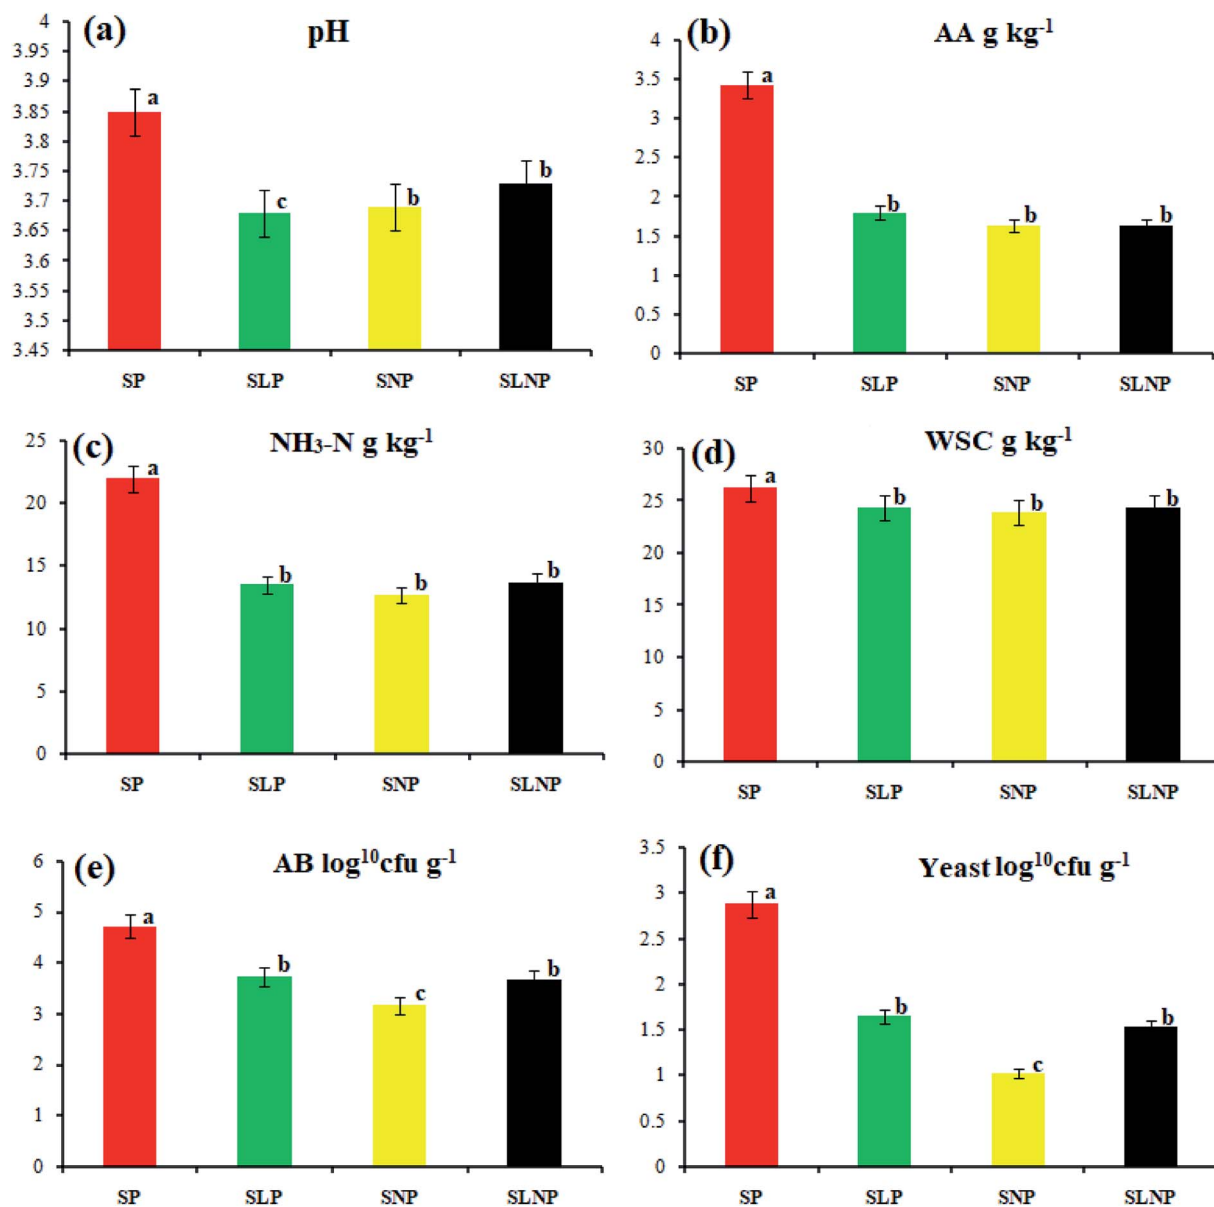 (a) pH
4
3.95
3.9
3.85
3.8
3.75
3.7
3.65
3.6
3.55
3.5
3.45
a
c
b
b
SP SLP SNP SLNP
(b) AA g kg⁻¹
4
3.5
3
2.5
2
1.5
1
0.5
0
a
b
b
b
SP SLP SNP SLNP
(c) NH₃-N g kg⁻¹
25
20
15
10
5
0
a
b
b
b
SP SLP SNP SLNP
(d) WSC g kg⁻¹
30
25
20
15
10
5
0
a
b
b
b
SP SLP SNP SLNP
(e) AB log¹⁰cfu g⁻¹
6
5
4
3
2
1
0
a
b
c
b
SP SLP SNP SLNP
(f) Yeast log¹⁰cfu g⁻¹
3.5
3
2.5
2
1.5
1
0.5
0
a
b
c
b
SP SLP SNP SLNP